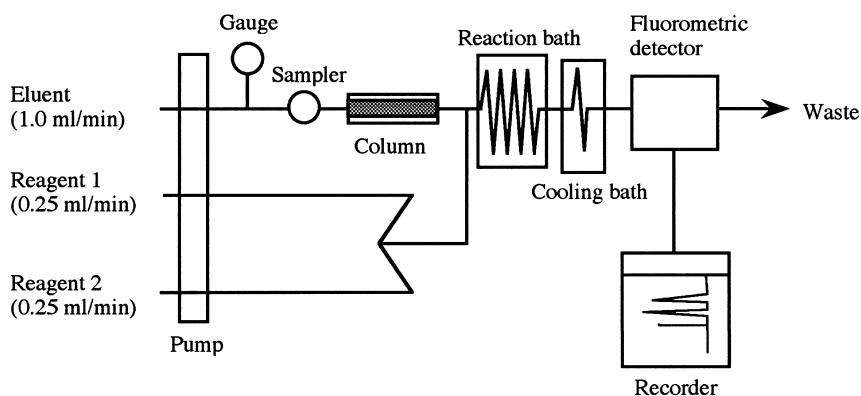 Gauge
Reaction bath
Fluorometric
detector
Sampler
Eluent
(1.0 ml/min)
Waste
Column
Reagent 1
(0.25 ml/min)
Cooling bath
Reagent 2
(0.25 ml/min)
Pump
Recorder